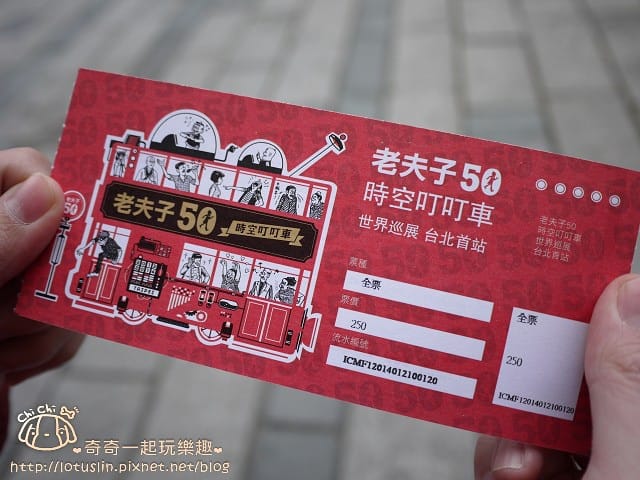 老夫子50
時空叮叮車
世界巡展 台北首站
票種
全票
票價
250
流水編號
ICMF12014012100120
老夫子50
時空叮叮車
世界巡展
台北首站
全票
250
ICMF12014012100120
老夫子50
時空叮叮車
50
TAIPEI
Chi Chi
奇奇一起玩樂趣
http://lotuslin.pixnet.net/blog